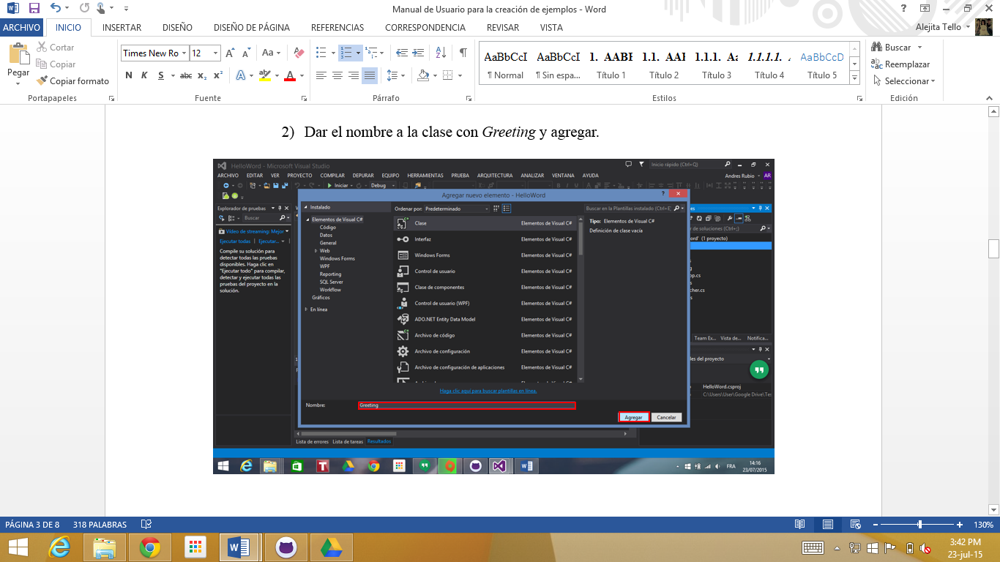 Manual de Usuario para la creación de ejemplos - Word
ARCHIVO INICIO INSERTAR DISEÑO DISEÑO DE PÁGINA REFERENCIAS CORRESPONDENCIA REVISAR VISTA Alejita Tello
Pegar
Cortar
Copiar
Copiar formato
Times New Ro 12
N K S abc x₂ x²
AaBbCcI AaBbCcI 1. AABI 1.1. AAI 1.1.1. Aa 1.1.1.1. AaBbCcD
¶ Normal ¶ Sin espa... Título 1 Título 2 Título 3 Título 4 Título 5
Buscar
Reemplazar
Seleccionar
Portapapeles Fuente Párrafo Estilos Edición
2) Dar el nombre a la clase con Greeting y agregar.
HelloWord - Microsoft Visual Studio Inicio rápido (Ctrl+Q)
ARCHIVO EDITAR VER PROYECTO COMPILAR DEPURAR EQUIPO HERRAMIENTAS PRUEBA ARQUITECTURA ANALIZAR VENTANA AYUDA Andres Rubio AR
Iniciar Debug
Explorador de pruebas
Buscar
Vídeo de streaming: Mejor
Ejecutar todas Ejecutar...
Compile su solución para
detectar todas las pruebas
disponibles. Haga clic en
"Ejecutar todo" para compilar,
detectar y ejecutar todas las
pruebas del proyecto en la
solución.
Agregar nuevo elemento - HelloWord
Instalado
Elementos de Visual C#
Código
Datos
General
Web
Windows Forms
WPF
Reporting
SQL Server
Workflow
Gráficos
En línea
Ordenar por: Predeterminado
Buscar en la Plantillas instalado (Ctrl+E)
Clase Elementos de Visual C#
Interfaz Elementos de Visual C#
Windows Forms Elementos de Visual C#
Control de usuario Elementos de Visual C#
Clase de componentes Elementos de Visual C#
Control de usuario (WPF) Elementos de Visual C#
ADO.NET Entity Data Model Elementos de Visual C#
Archivo de código Elementos de Visual C#
Archivo de configuración Elementos de Visual C#
Archivo de configuración de aplicaciones Elementos de Visual C#
Tipo: Elementos de Visual C#
Definición de clase vacía
Haga clic aquí para buscar plantillas en línea.
Nombre: Greeting
Agregar Cancelar
de soluciones (Ctrl+;)
(1 proyecto)
Team Ex... Vista de... Notifica...
del proyecto
HelloWord.csproj
C:\Users\User\Google Drive\Te
Lista de errores Lista de tareas Resultados
FRA 14:16
23/07/2015
PÁGINA 3 DE 8 318 PALABRAS 130%
3:42 PM
23-jul-15